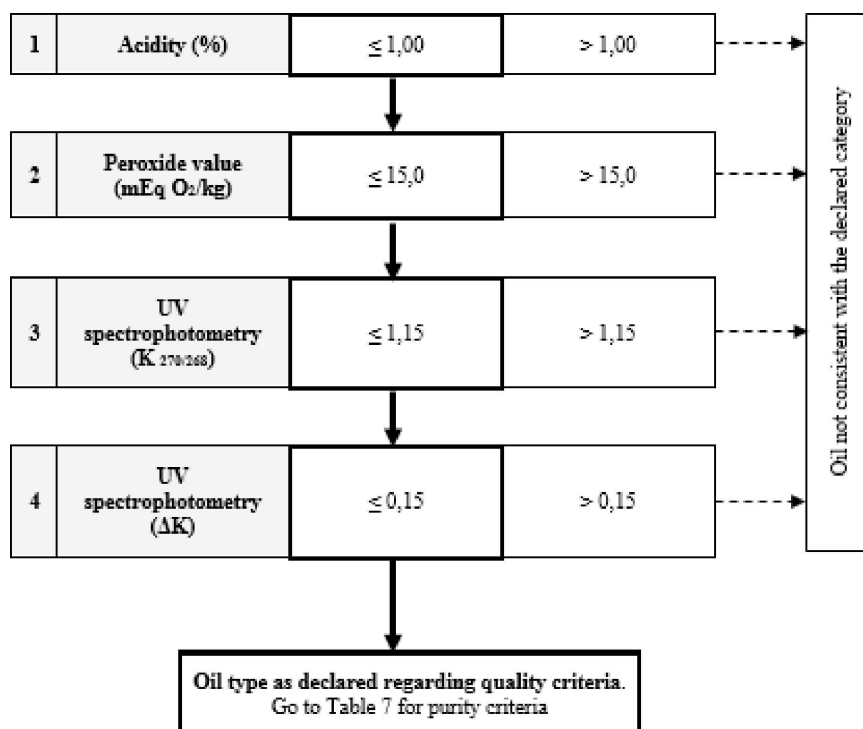 1 Acidity (%) ≤ 1,00 > 1,00
2 Peroxide value (mEq O2/kg) ≤ 15,0 > 15,0
3 UV spectrophotometry (K 270/268) ≤ 1,15 > 1,15
4 UV spectrophotometry (ΔK) ≤ 0,15 > 0,15
Oil not consistent with the declared category
Oil type as declared regarding quality criteria.
Go to Table 7 for purity criteria